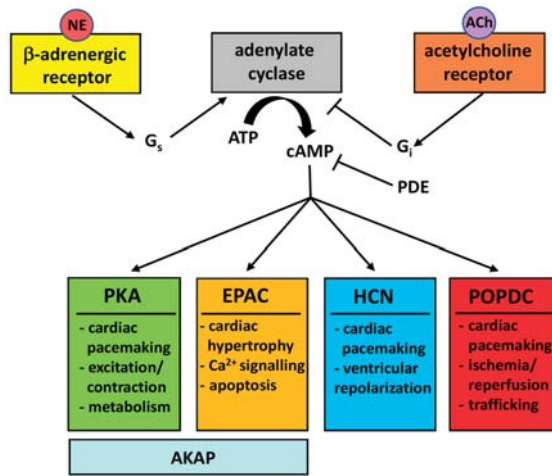 NE
ACh
β-adrenergic
receptor
adenylate
cyclase
acetylcholine
receptor
Gs
ATP
cAMP
Gi
PDE
PKA
- cardiac
pacemaking
- excitation/
contraction
- metabolism
EPAC
- cardiac
hypertrophy
- Ca²⁺ signalling
- apoptosis
HCN
- cardiac
pacemaking
- ventricular
repolarization
POPDC
- cardiac
pacemaking
- ischemia/
reperfusion
- trafficking
AKAP